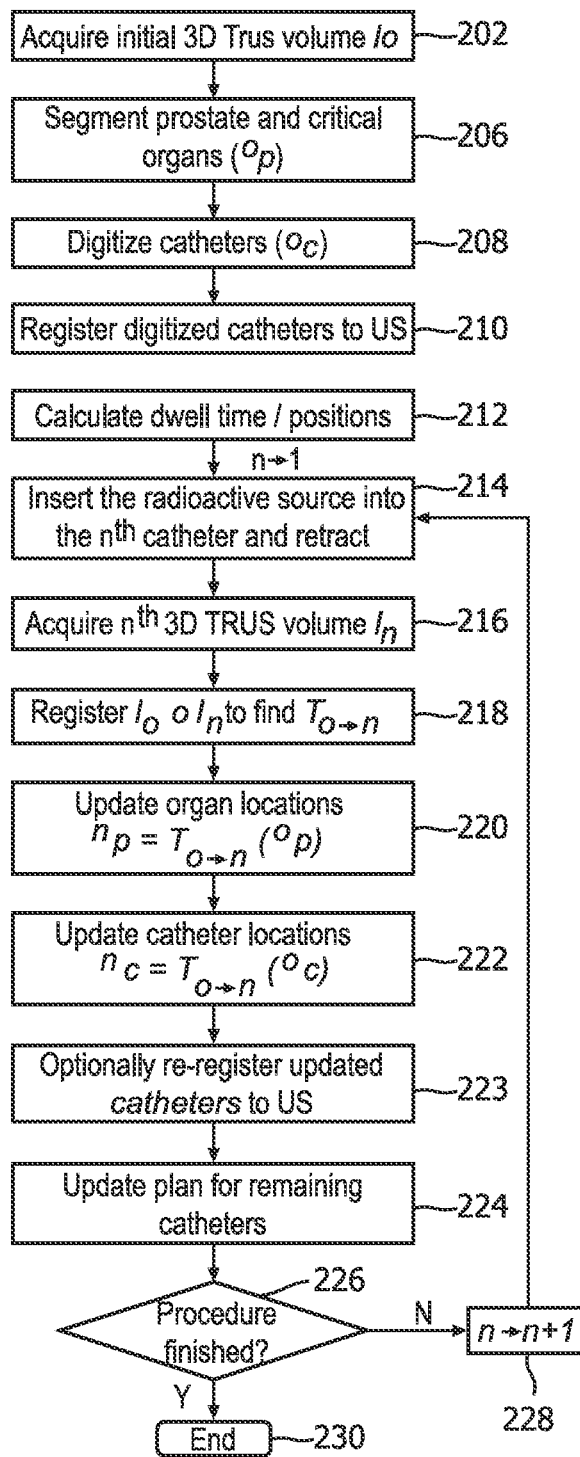 Acquire initial 3D Trus volume Io
202
Segment prostate and critical
organs (op)
206
Digitize catheters (oc)
208
Register digitized catheters to US
210
Calculate dwell time / positions
212
n→1
214
Insert the radioactive source into
the nth catheter and retract
Acquire nth 3D TRUS volume In
216
Register Io o In to find To→n
218
Update organ locations
np = To→n (op)
220
Update catheter locations
nc = To→n (oc)
222
Optionally re-register updated
catheters to US
223
Update plan for remaining
catheters
224
226
Procedure
finished?
N
n→n+1
228
Y
End
230